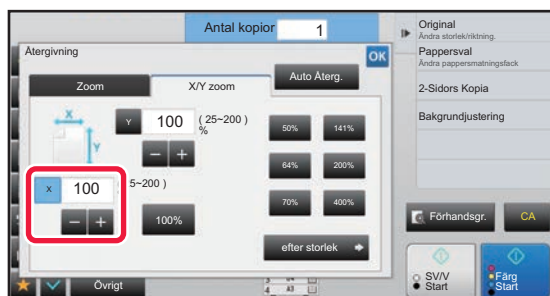 Antal kopior 1
Återgivning
OK
Zoom
X/Y zoom
Auto Återg.
X
Y
Y 100 ( 25~200 )
%
50% 141%
64% 200%
70% 400%
x 100 5~200 )
100%
efter storlek
Övrigt
A3
Original
Ändra storlek/riktning.
Pappersval
Ändra pappersmatningsfack
2-Sidors Kopia
Bakgrundjustering
Förhandsgr. CA
SV/V
Start
Färg
Start